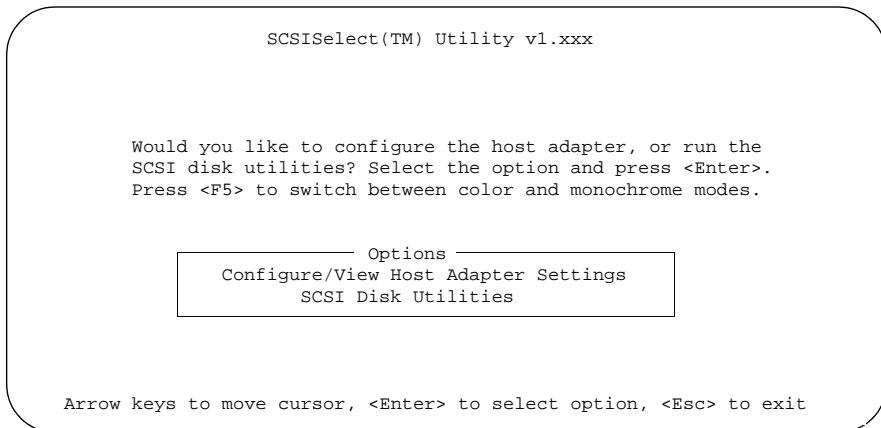 SCSISelect(TM) Utility v1.xxx
Would you like to configure the host adapter, or run the
SCSI disk utilities? Select the option and press <Enter>.
Press <F5> to switch between color and monochrome modes.
Options
Configure/View Host Adapter Settings
SCSI Disk Utilities
Arrow keys to move cursor, <Enter> to select option, <Esc> to exit